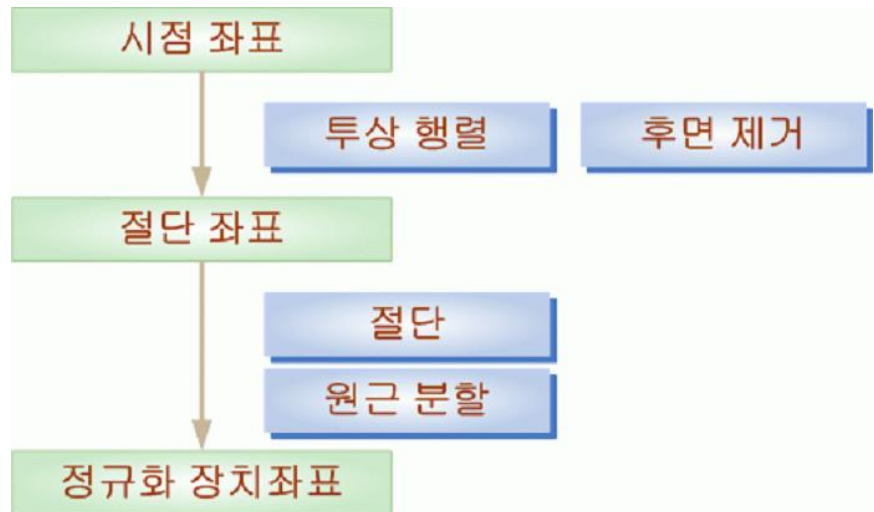 시점 좌표
투상 행렬
후면 제거
절단 좌표
절단
원근 분할
정규화 장치좌표